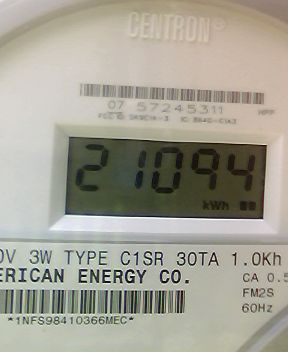 CENTRON®
07 57245311
21094
kWh
0V 3W TYPE C1SR 30TA 1.0Kh
ERICAN ENERGY CO.
CA 0.5
FM2S
60Hz
*1NFS98410366MEC*